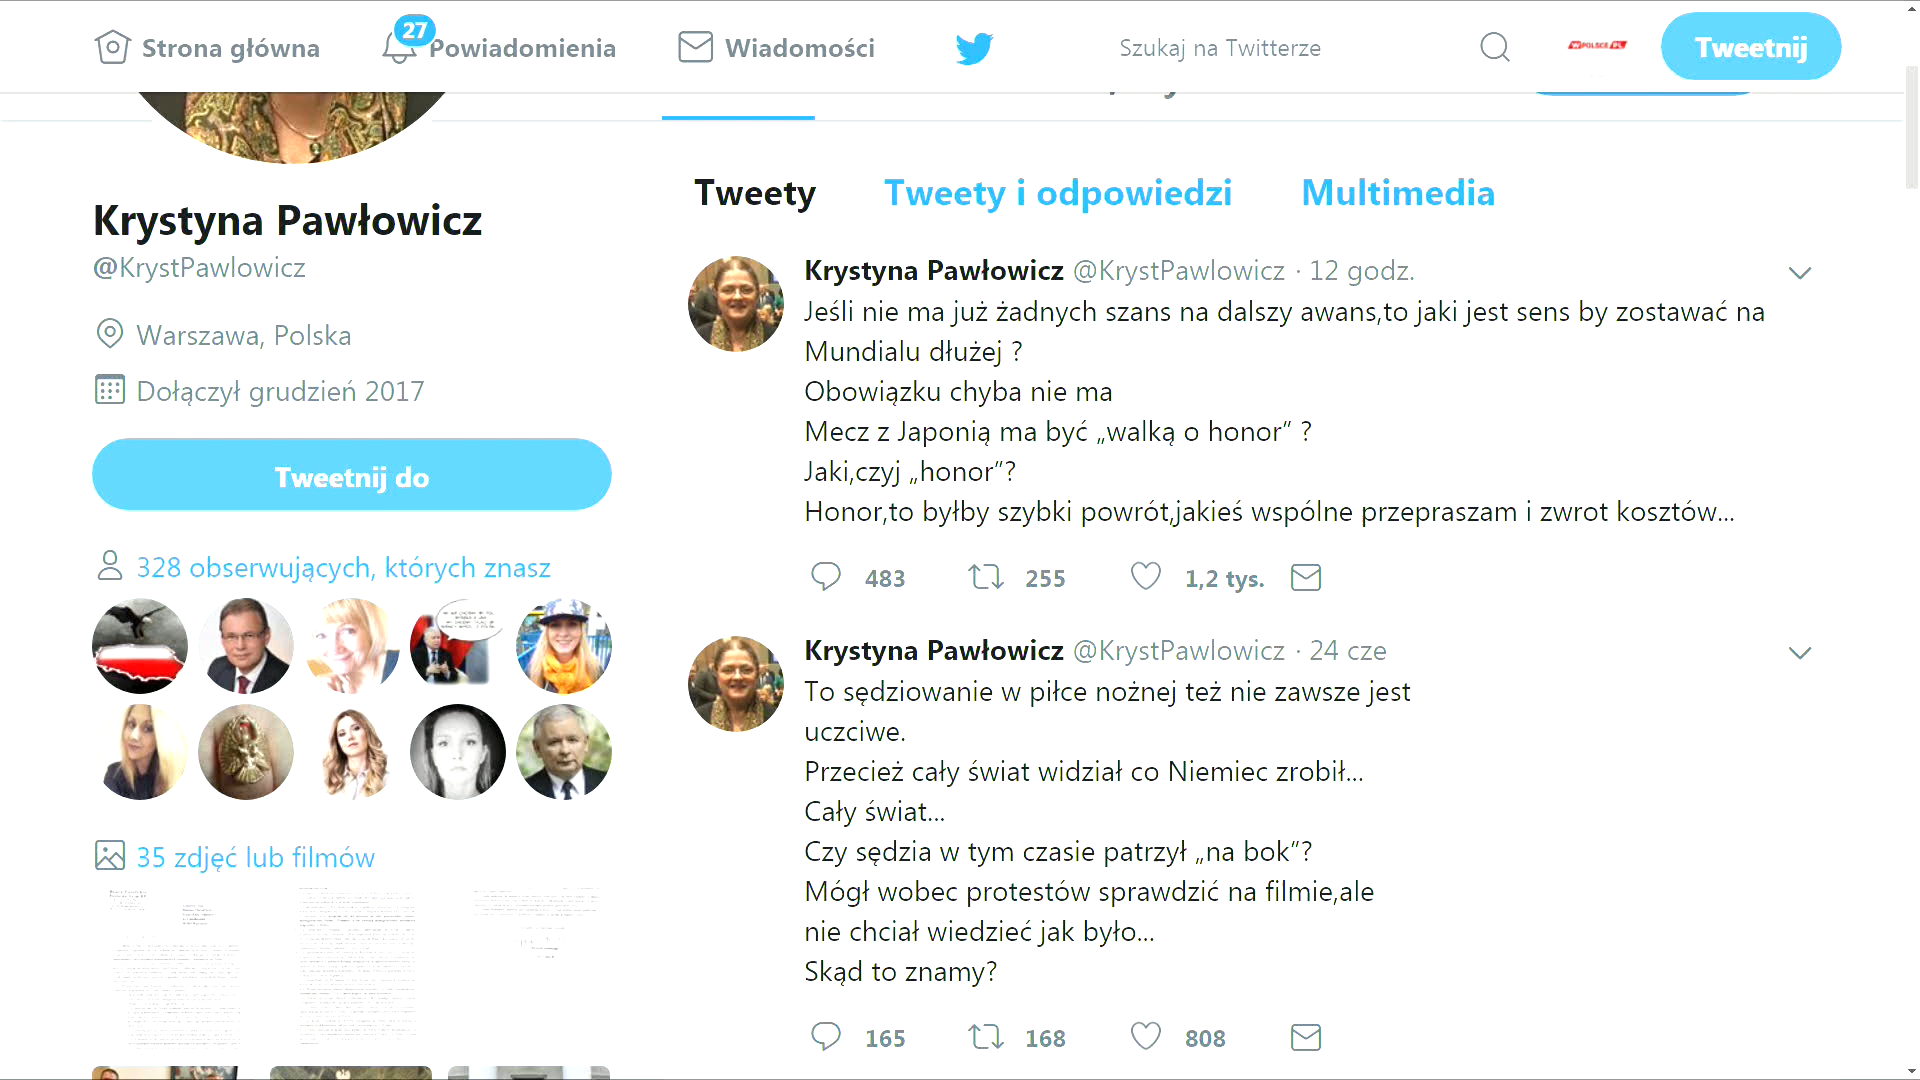 Strona główna
27
Powiadomienia
Wiadomości
Szukaj na Twitterze
WPOLSCE.PL
Tweetnij
Krystyna Pawłowicz
@KrystPawlowicz
Warszawa, Polska
Dołączył grudzień 2017
Tweetnij do
328 obserwujących, których znasz
35 zdjęć lub filmów
Tweety
Tweety i odpowiedzi
Multimedia
Krystyna Pawłowicz @KrystPawlowicz · 12 godz.
Jeśli nie ma już żadnych szans na dalszy awans,to jaki jest sens by zostawać na
Mundialu dłużej ?
Obowiązku chyba nie ma
Mecz z Japonią ma być „walką o honor” ?
Jaki,czyj „honor”?
Honor,to byłby szybki powrót,jakieś wspólne przepraszam i zwrot kosztów...
483
255
1,2 tys.
Krystyna Pawłowicz @KrystPawlowicz · 24 cze
To sędziowanie w piłce nożnej też nie zawsze jest
uczciwe.
Przecież cały świat widział co Niemiec zrobił...
Cały świat...
Czy sędzia w tym czasie patrzył „na bok”?
Mógł wobec protestów sprawdzić na filmie,ale
nie chciał wiedzieć jak było...
Skąd to znamy?
165
168
808